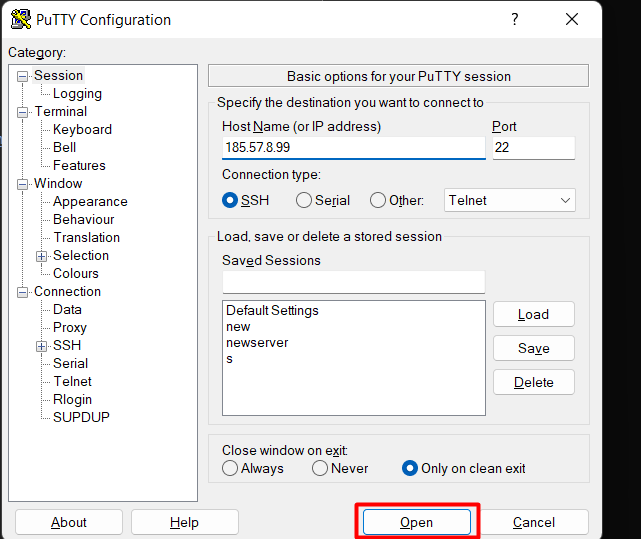 PuTTY Configuration
?
Category:
Session
Logging
Terminal
Keyboard
Bell
Features
Window
Appearance
Behaviour
Translation
Selection
Colours
Connection
Data
Proxy
SSH
Serial
Telnet
Rlogin
SUPDUP
Basic options for your PuTTY session
Specify the destination you want to connect to
Host Name (or IP address) Port
185.57.8.99 22
Connection type:
SSH Serial Other: Telnet
Load, save or delete a stored session
Saved Sessions
Default Settings
new
newserver
s
Load
Save
Delete
Close window on exit:
Always Never Only on clean exit
About Help Open Cancel